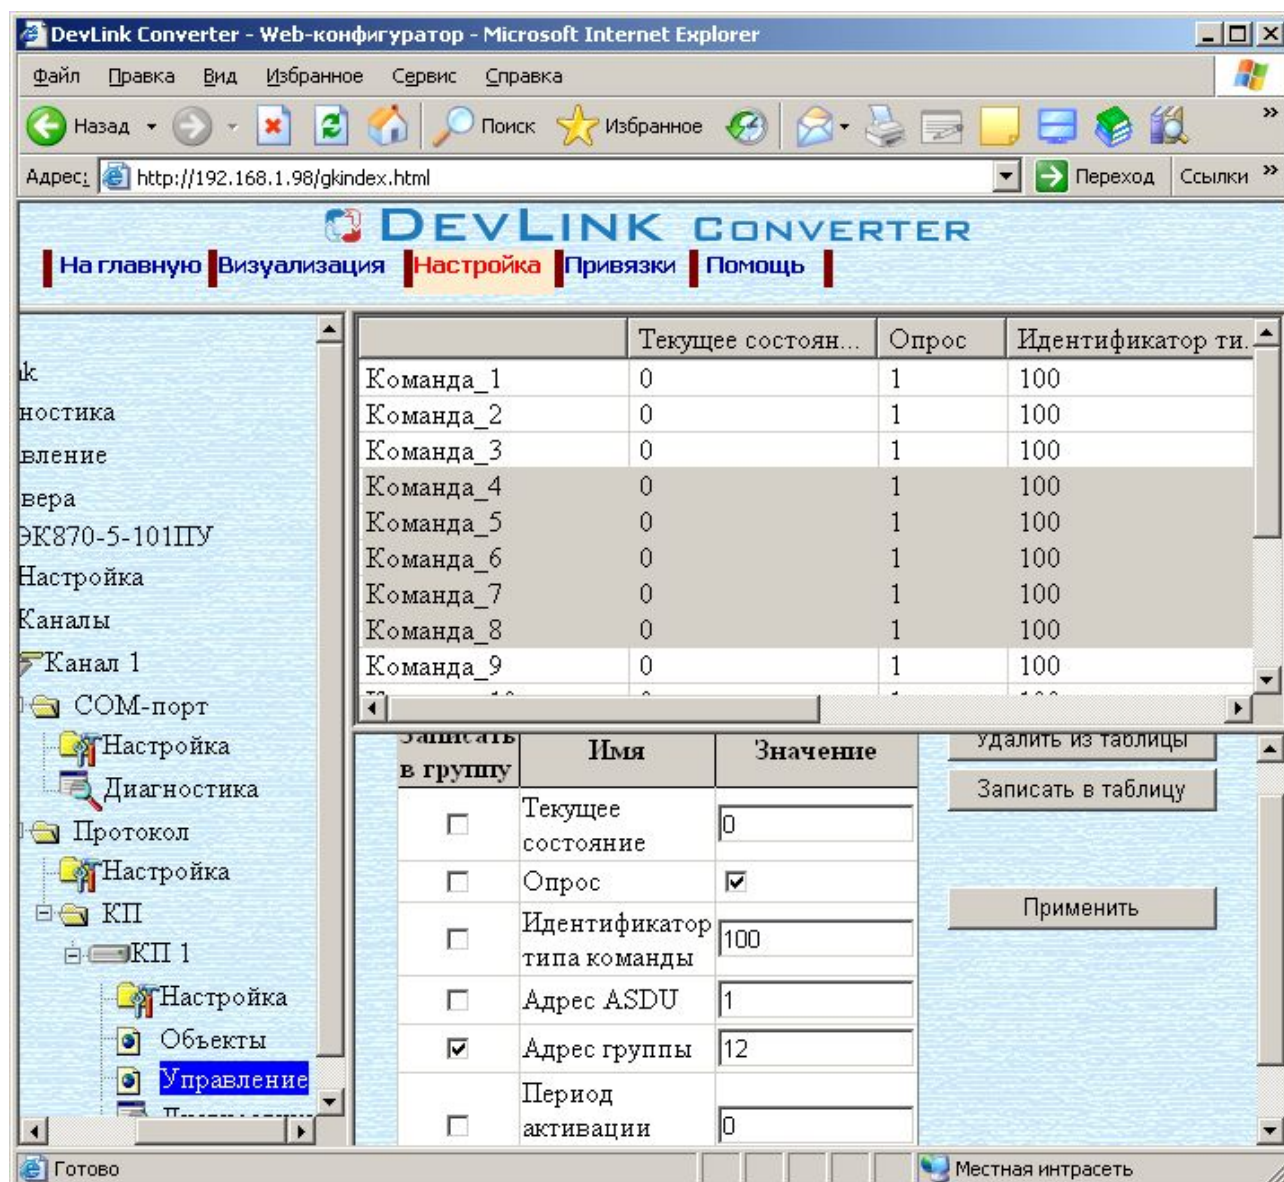 DevLink Converter - Web-конфигуратор - Microsoft Internet Explorer
Файл Правка Вид Избранное Сервис Справка
Назад Поиск Избранное »
Адрес: http://192.168.1.98/gkindex.html Переход Ссылки »
DEVLINK CONVERTER
На главную Визуализация Настройка Привязки Помощь
ık
ностика
вление
вера
ЭК870-5-101ПУ
Настройка
Каналы
Канал 1
COM-порт
Настройка
Диагностика
Протокол
Настройка
КП
КП 1
Настройка
Объекты
Управление
Текущее состоян... Опрос Идентификатор ти.
Команда_1 0 1 100
Команда_2 0 1 100
Команда_3 0 1 100
Команда_4 0 1 100
Команда_5 0 1 100
Команда_6 0 1 100
Команда_7 0 1 100
Команда_8 0 1 100
Команда_9 0 1 100
Записать в группу Имя Значение
Текущее состояние 0
Опрос
Идентификатор типа команды 100
Адрес ASDU 1
Адрес группы 12
Период активации 0
Удалить из таблицы
Записать в таблицу
Применить
Готово Местная интрасеть